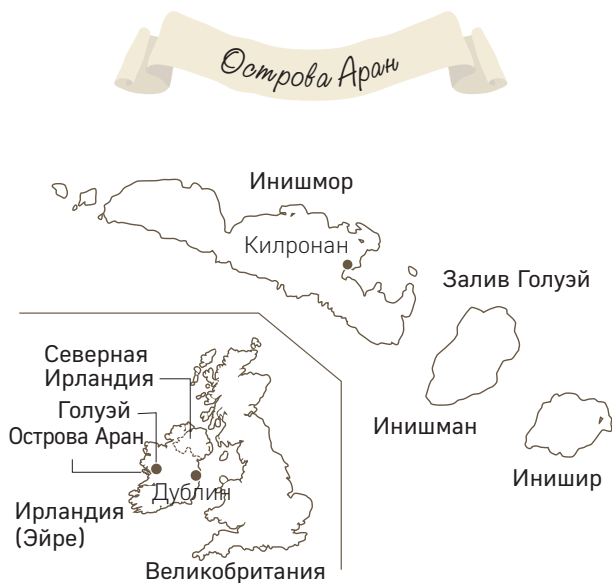 Острова Аран
Инишмор
Килронан
Залив Голуэй
Инишман
Инишир
Северная
Ирландия
Голуэй
Острова Аран
Дублин
Ирландия
(Эйре)
Великобритания